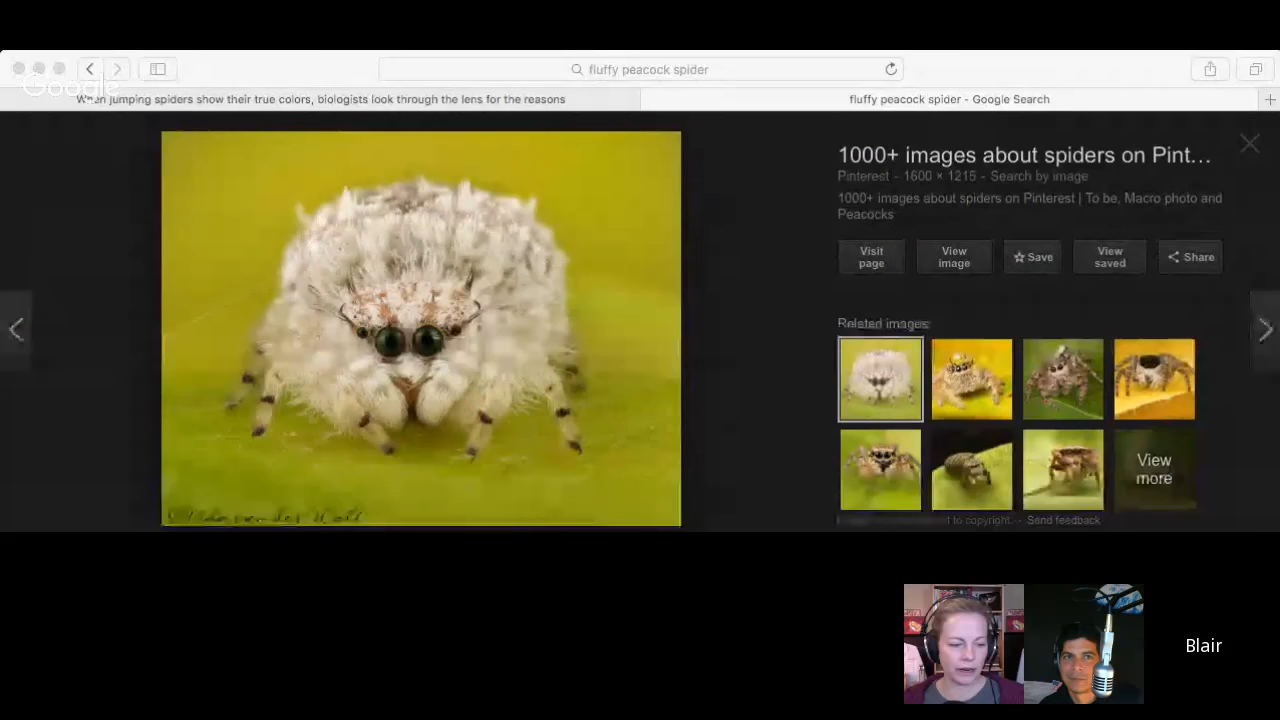 fluffy peacock spider
Google
When jumping spiders show their true colors, biologists look through the lens for the reasons
fluffy peacock spider - Google Search
1000+ images about spiders on Pint...
Pinterest - 1600 × 1215 - Search by image
1000+ images about spiders on Pinterest | To be, Macro photo and
Peacocks
Visit page
View image
Save
View saved
Share
Related images:
View more
t to copyright. - Send feedback
Blair